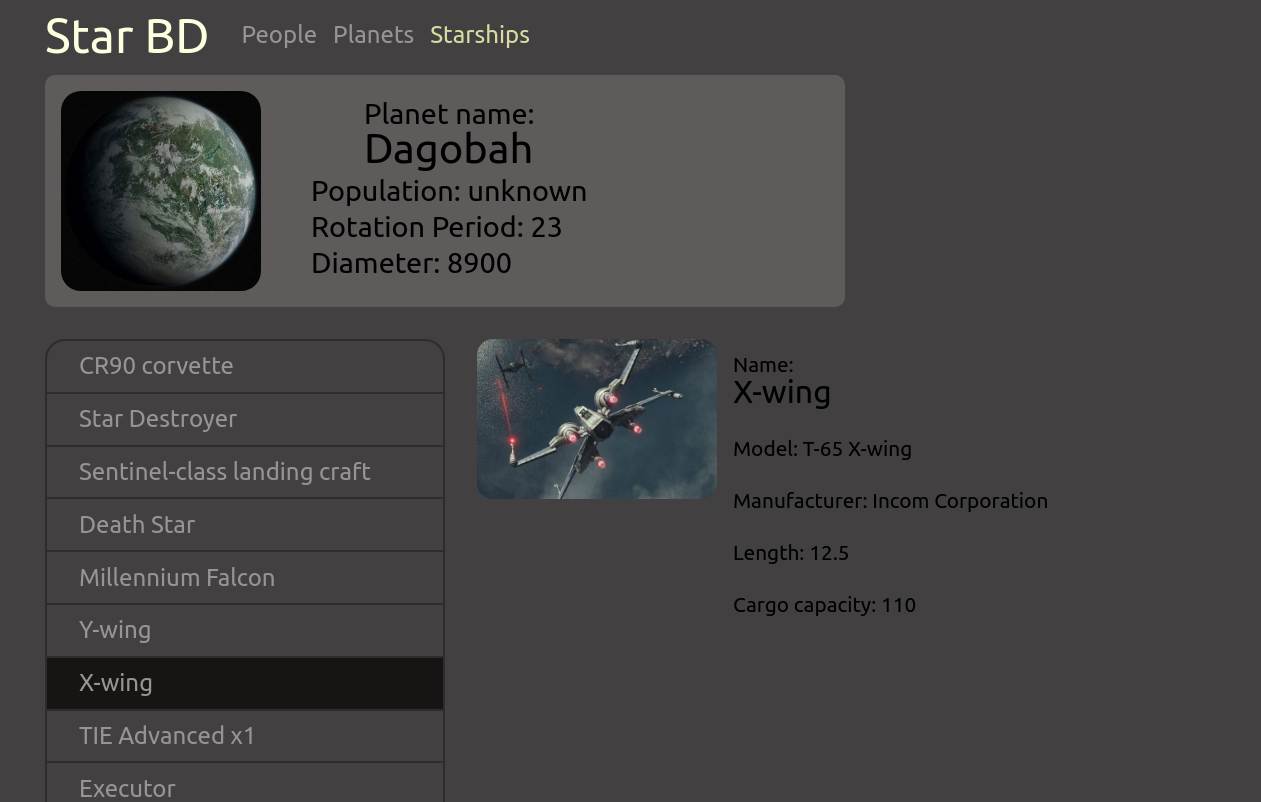 Star BD People Planets Starships
Planet name:
Dagobah
Population: unknown
Rotation Period: 23
Diameter: 8900
CR90 corvette
Star Destroyer
Sentinel-class landing craft
Death Star
Millennium Falcon
Y-wing
X-wing
TIE Advanced x1
Executor
Name:
X-wing
Model: T-65 X-wing
Manufacturer: Incom Corporation
Length: 12.5
Cargo capacity: 110